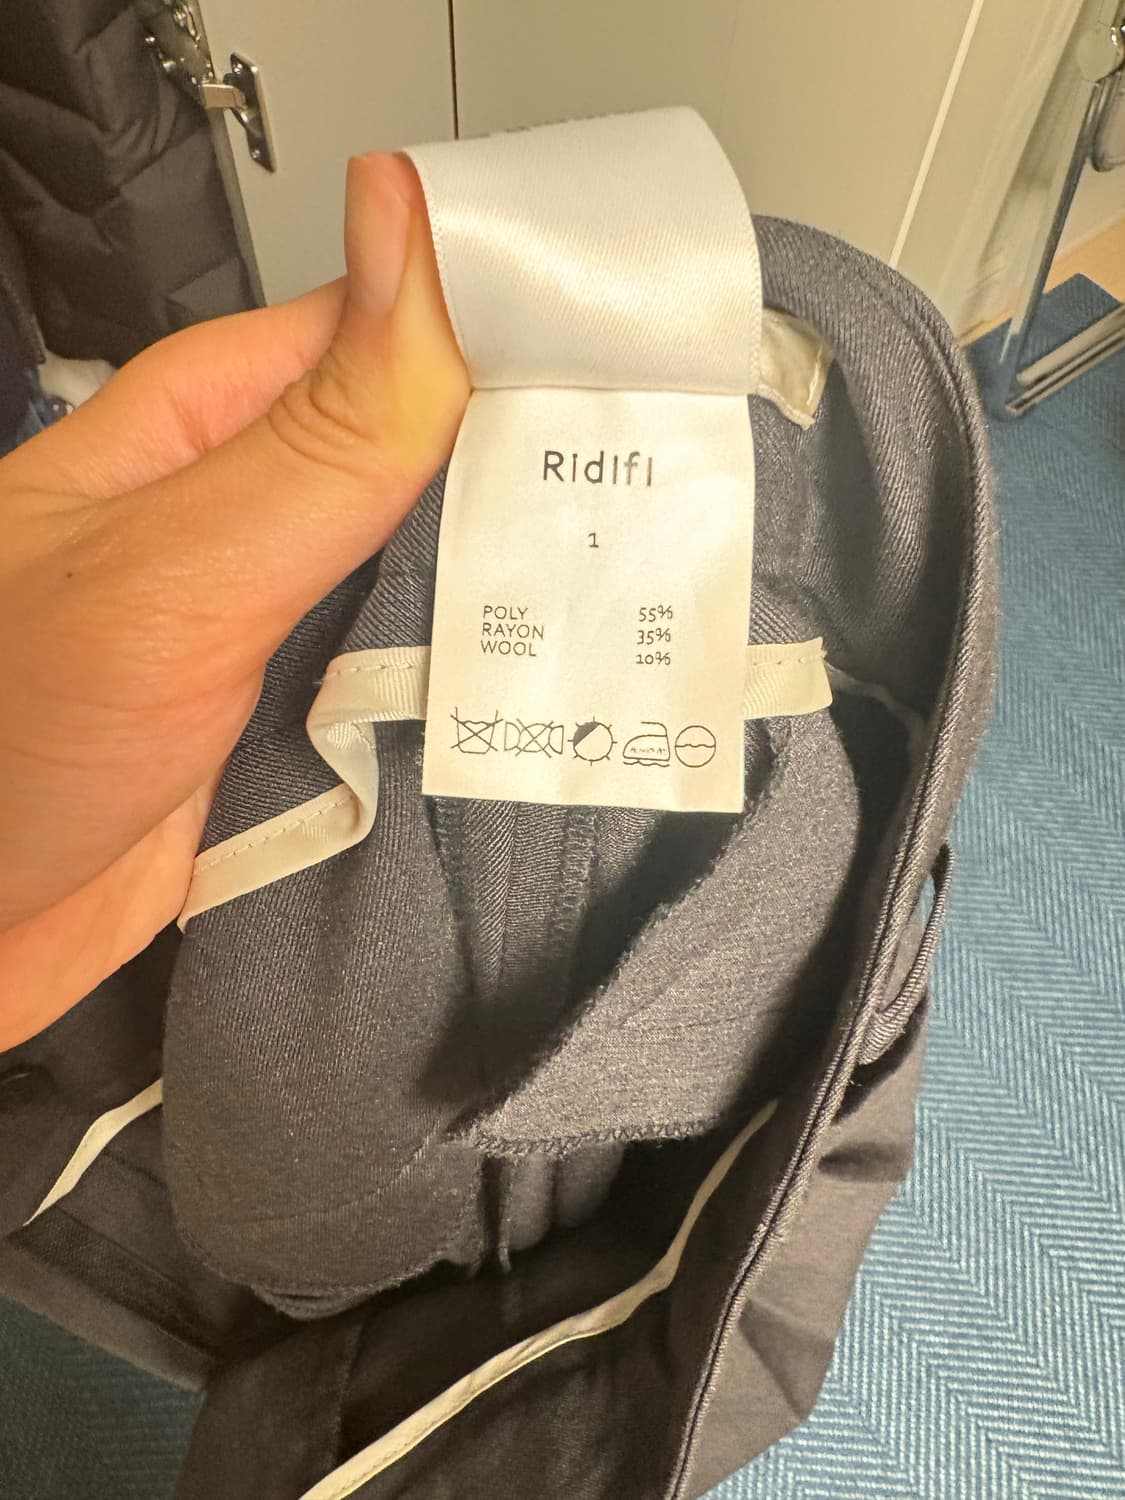 RidIfI
1
POLY 55%
RAYON 35%
WOOL 10%